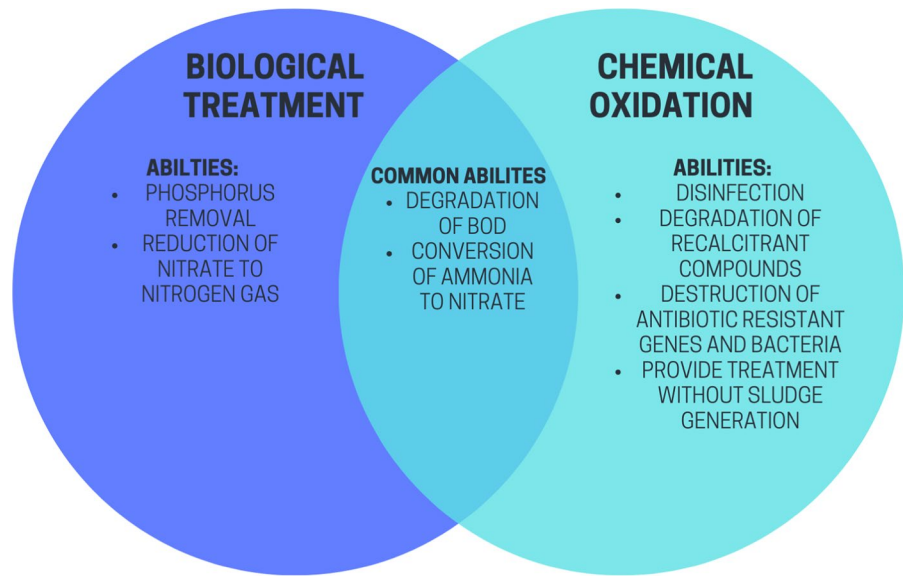 BIOLOGICAL
TREATMENT
ABILTIES:
• PHOSPHORUS
REMOVAL
• REDUCTION OF
NITRATE TO
NITROGEN GAS
COMMON ABILITES
• DEGRADATION
OF BOD
• CONVERSION
OF AMMONIA
TO NITRATE
CHEMICAL
OXIDATION
ABILITIES:
• DISINFECTION
• DEGRADATION OF
RECALCITRANT
COMPOUNDS
• DESTRUCTION OF
ANTIBIOTIC RESISTANT
GENES AND BACTERIA
• PROVIDE TREATMENT
WITHOUT SLUDGE
GENERATION